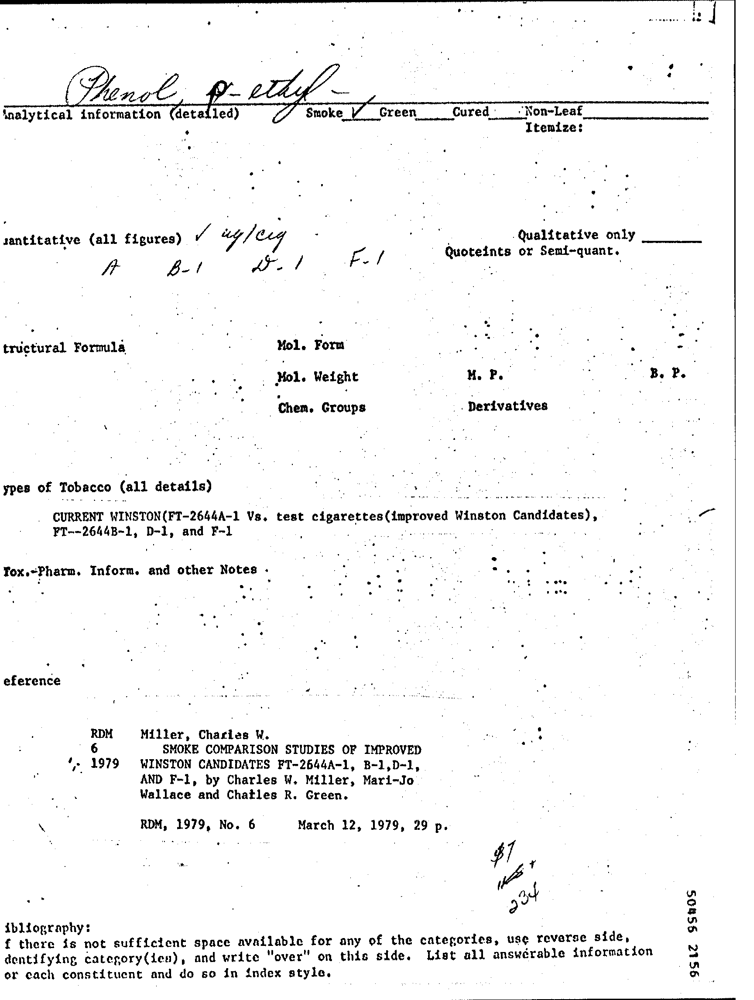 Phenol, p-ethyl-
Analytical information (detailed) Smoke ✓ Green Cured Non-Leaf
Itemize:
uantitative (all figures) ✓ ug/cig Qualitative only
Quoteints or Semi-quant.
A B-1 D-1 F-1
tructural Formula Mol. Form
Mol. Weight M. P. B. P.
Chem. Groups Derivatives
ypes of Tobacco (all details)
CURRENT WINSTON(FT-2644A-1 Vs. test cigarettes(improved Winston Candidates),
FT--2644B-1, D-1, and F-1
Tox.-Pharm. Inform. and other Notes
eference
RDM Miller, Charles W.
6 SMOKE COMPARISON STUDIES OF IMPROVED
1979 WINSTON CANDIDATES FT-2644A-1, B-1,D-1,
AND F-1, by Charles W. Miller, Mari-Jo
Wallace and Charles R. Green.
RDM, 1979, No. 6 March 12, 1979, 29 p.
234
ibliography:
f there is not sufficient space available for any of the categories, use reverse side,
dentifying category(ies), and write "over" on this side. List all answerable information
or each constituent and do so in index style.
50456 2156